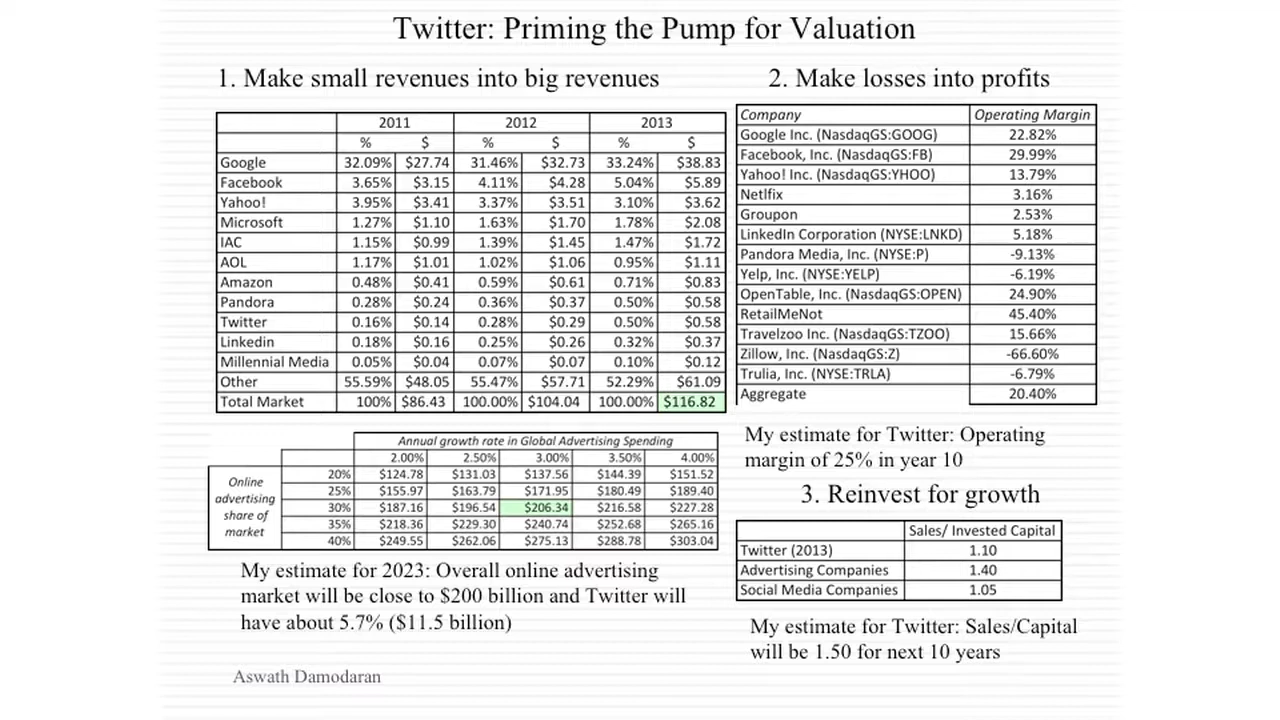 Twitter: Priming the Pump for Valuation
1. Make small revenues into big revenues
2011 2012 2013
% $ % $ % $
Google 32.09% $27.74 31.46% $32.73 33.24% $38.83
Facebook 3.65% $3.15 4.11% $4.28 5.04% $5.89
Yahoo! 3.95% $3.41 3.37% $3.51 3.10% $3.62
Microsoft 1.27% $1.10 1.63% $1.70 1.78% $2.08
IAC 1.15% $0.99 1.39% $1.45 1.47% $1.72
AOL 1.17% $1.01 1.02% $1.06 0.95% $1.11
Amazon 0.48% $0.41 0.59% $0.61 0.71% $0.83
Pandora 0.28% $0.24 0.36% $0.37 0.50% $0.58
Twitter 0.16% $0.14 0.28% $0.29 0.50% $0.58
Linkedin 0.18% $0.16 0.25% $0.26 0.32% $0.37
Millennial Media 0.05% $0.04 0.07% $0.07 0.10% $0.12
Other 55.59% $48.05 55.47% $57.71 52.29% $61.09
Total Market 100% $86.43 100.00% $104.04 100.00% $116.82
Annual growth rate in Global Advertising Spending
2.00% 2.50% 3.00% 3.50% 4.00%
Online
advertising
share of
market
20% $124.78 $131.03 $137.56 $144.39 $151.52
25% $155.97 $163.79 $171.95 $180.49 $189.40
30% $187.16 $196.54 $206.34 $216.58 $227.28
35% $218.36 $229.30 $240.74 $252.68 $265.16
40% $249.55 $262.06 $275.13 $288.78 $303.04
My estimate for 2023: Overall online advertising
market will be close to $200 billion and Twitter will
have about 5.7% ($11.5 billion)
2. Make losses into profits
Company Operating Margin
Google Inc. (NasdaqGS:GOOG) 22.82%
Facebook, Inc. (NasdaqGS:FB) 29.99%
Yahoo! Inc. (NasdaqGS:YHOO) 13.79%
Netlfix 3.16%
Groupon 2.53%
LinkedIn Corporation (NYSE:LNKD) 5.18%
Pandora Media, Inc. (NYSE:P) -9.13%
Yelp, Inc. (NYSE:YELP) -6.19%
OpenTable, Inc. (NasdaqGS:OPEN) 24.90%
RetailMeNot 45.40%
Travelzoo Inc. (NasdaqGS:TZOO) 15.66%
Zillow, Inc. (NasdaqGS:Z) -66.60%
Trulia, Inc. (NYSE:TRLA) -6.79%
Aggregate 20.40%
My estimate for Twitter: Operating
margin of 25% in year 10
3. Reinvest for growth
Sales/ Invested Capital
Twitter (2013) 1.10
Advertising Companies 1.40
Social Media Companies 1.05
My estimate for Twitter: Sales/Capital
will be 1.50 for next 10 years
Aswath Damodaran